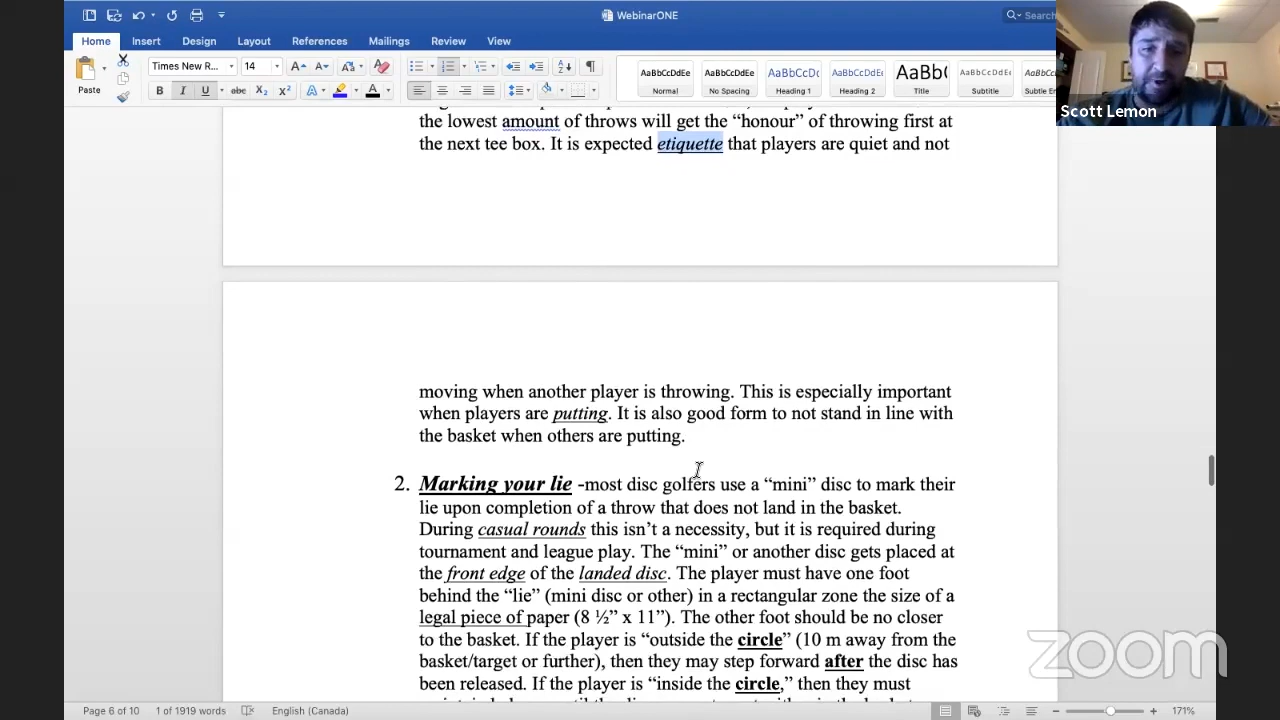 WebinarONE
Search
Home Insert Design Layout References Mailings Review View
Paste
Times New R... 14
AaBbCcDdEe AaBbCcDdEe AaBbCcDc AaBbCcDdEe AaBb( AaBbCcDdEe AaBbCcDdEe
Normal No Spacing Heading 1 Heading 2 Title Subtitle Subtle Em
Scott Lemon
the lowest amount of throws will get the “honour” of throwing first at
the next tee box. It is expected etiquette that players are quiet and not
moving when another player is throwing. This is especially important
when players are putting. It is also good form to not stand in line with
the basket when others are putting.
2. Marking your lie -most disc golfers use a “mini” disc to mark their
lie upon completion of a throw that does not land in the basket.
During casual rounds this isn’t a necessity, but it is required during
tournament and league play. The “mini” or another disc gets placed at
the front edge of the landed disc. The player must have one foot
behind the “lie” (mini disc or other) in a rectangular zone the size of a
legal piece of paper (8 ½” x 11”). The other foot should be no closer
to the basket. If the player is “outside the circle” (10 m away from the
basket/target or further), then they may step forward after the disc has
been released. If the player is “inside the circle,” then they must
zoom
Page 6 of 10 1 of 1919 words English (Canada) 171%